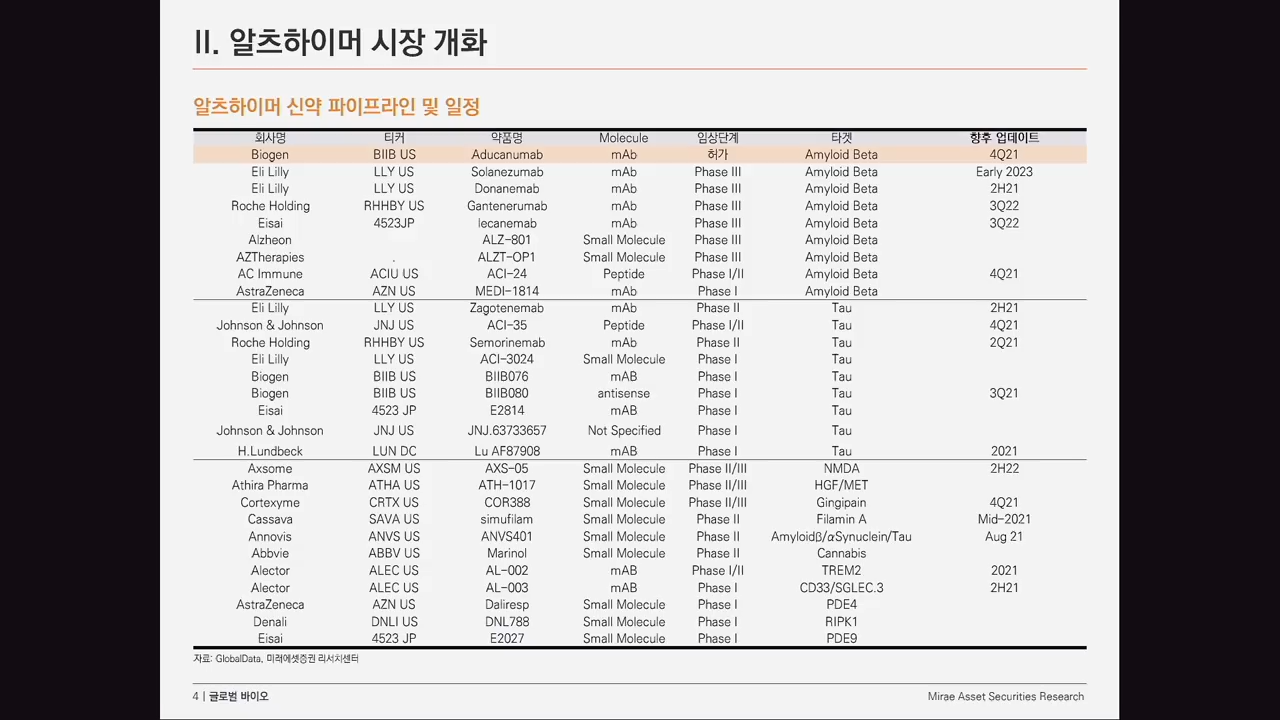 II. 알츠하이머 시장 개화
알츠하이머 신약 파이프라인 및 일정
회사명 티커 약품명 Molecule 임상단계 타겟 향후 업데이트
Biogen BIIB US Aducanumab mAb 허가 Amyloid Beta 4Q21
Eli Lilly LLY US Solanezumab mAb Phase III Amyloid Beta Early 2023
Eli Lilly LLY US Donanemab mAb Phase III Amyloid Beta 2H21
Roche Holding RHHBY US Gantenerumab mAb Phase III Amyloid Beta 3Q22
Eisai 4523JP lecanemab mAb Phase III Amyloid Beta 3Q22
Alzheon ALZ-801 Small Molecule Phase III Amyloid Beta
AZTherapies . ALZT-OP1 Small Molecule Phase III Amyloid Beta
AC Immune ACIU US ACI-24 Peptide Phase I/II Amyloid Beta 4Q21
AstraZeneca AZN US MEDI-1814 mAb Phase I Amyloid Beta
Eli Lilly LLY US Zagotenemab mAb Phase II Tau 2H21
Johnson & Johnson JNJ US ACI-35 Peptide Phase I/II Tau 4Q21
Roche Holding RHHBY US Semorinemab mAb Phase II Tau 2Q21
Eli Lilly LLY US ACI-3024 Small Molecule Phase I Tau
Biogen BIIB US BIIB076 mAB Phase I Tau
Biogen BIIB US BIIB080 antisense Phase I Tau 3Q21
Eisai 4523 JP E2814 mAB Phase I Tau
Johnson & Johnson JNJ US JNJ.63733657 Not Specified Phase I Tau
H.Lundbeck LUN DC Lu AF87908 mAB Phase I Tau 2021
Axsome AXSM US AXS-05 Small Molecule Phase II/III NMDA 2H22
Athira Pharma ATHA US ATH-1017 Small Molecule Phase II/III HGF/MET
Cortexyme CRTX US COR388 Small Molecule Phase II/III Gingipain 4Q21
Cassava SAVA US simufilam Small Molecule Phase II Filamin A Mid-2021
Annovis ANVS US ANVS401 Small Molecule Phase II Amyloidβ/αSynuclein/Tau Aug 21
Abbvie ABBV US Marinol Small Molecule Phase II Cannabis
Alector ALEC US AL-002 mAB Phase I/II TREM2 2021
Alector ALEC US AL-003 mAB Phase I CD33/SGLEC.3 2H21
AstraZeneca AZN US Daliresp Small Molecule Phase I PDE4
Denali DNLI US DNL788 Small Molecule Phase I RIPK1
Eisai 4523 JP E2027 Small Molecule Phase I PDE9
자료: GlobalData, 미래에셋증권 리서치센터
4 | 글로벌 바이오 Mirae Asset Securities Research